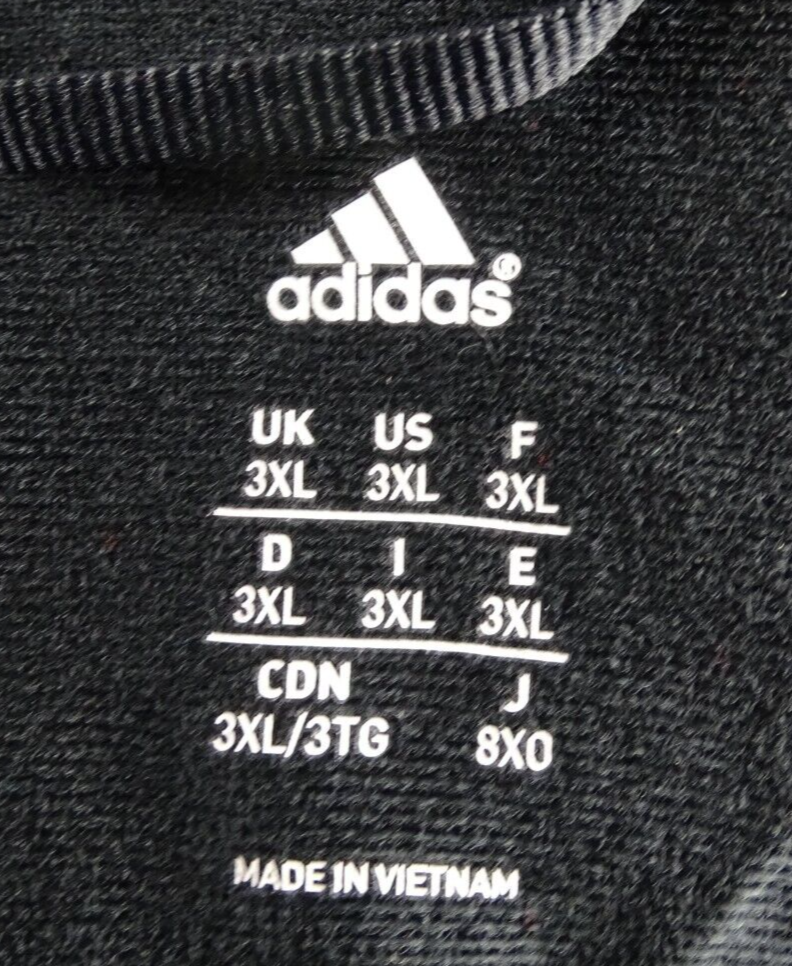 adidas®
UK US F
3XL 3XL 3XL
D I E
3XL 3XL 3XL
CDN J
3XL/3TG 8XO
MADE IN VIETNAM